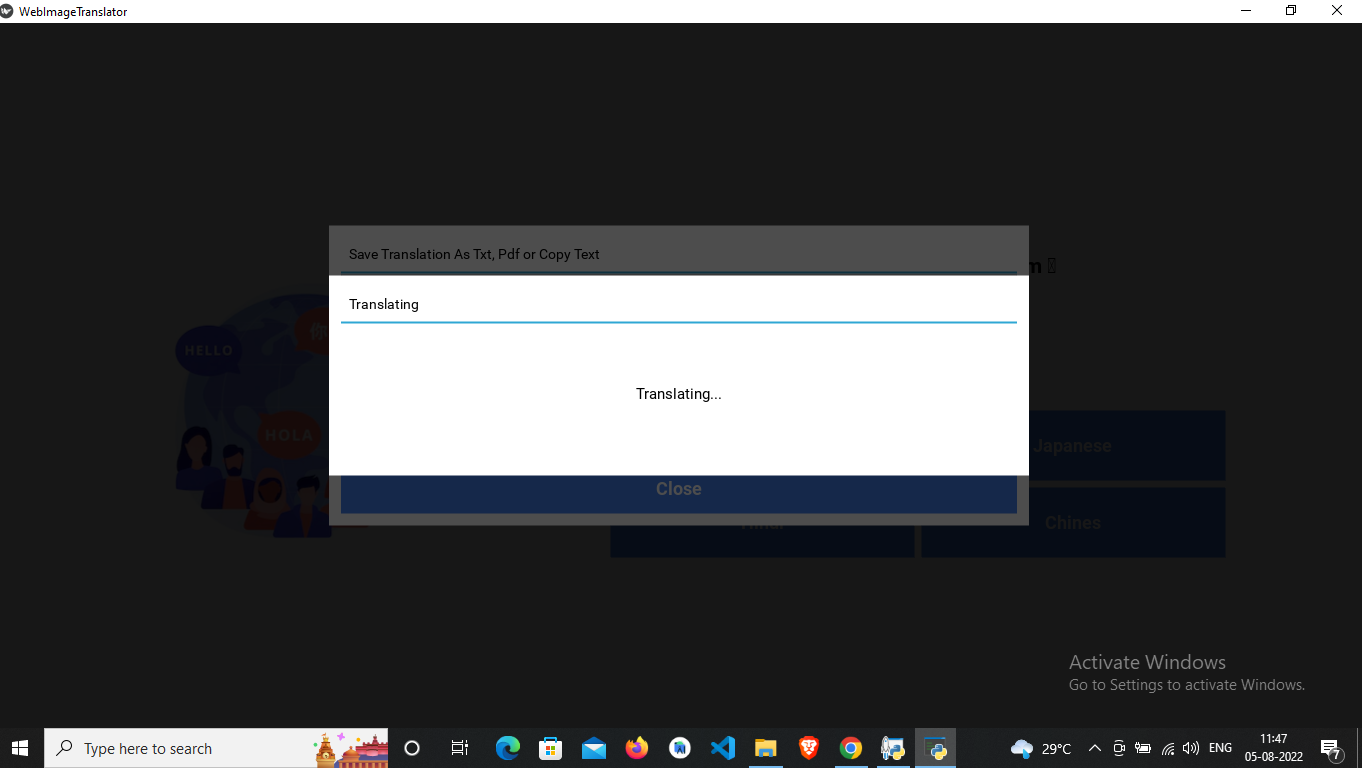 WebImageTranslator
Save Translation As Txt, Pdf or Copy Text
Translating
Translating...
HELLO
HOLA
Japanese
Close
Chines
Activate Windows
Go to Settings to activate Windows.
Type here to search
29°C
ENG
11:47
05-08-2022
7